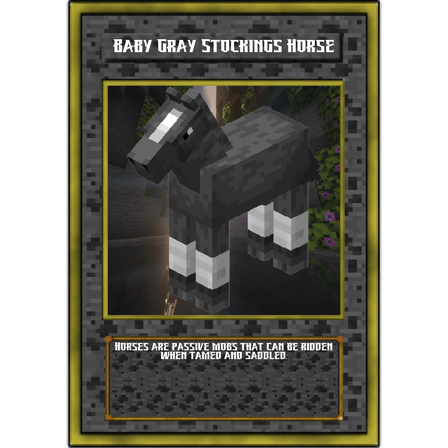 Baby Gray Stockings Horse
Horses are passive mobs that can be ridden
when tamed and saddled.